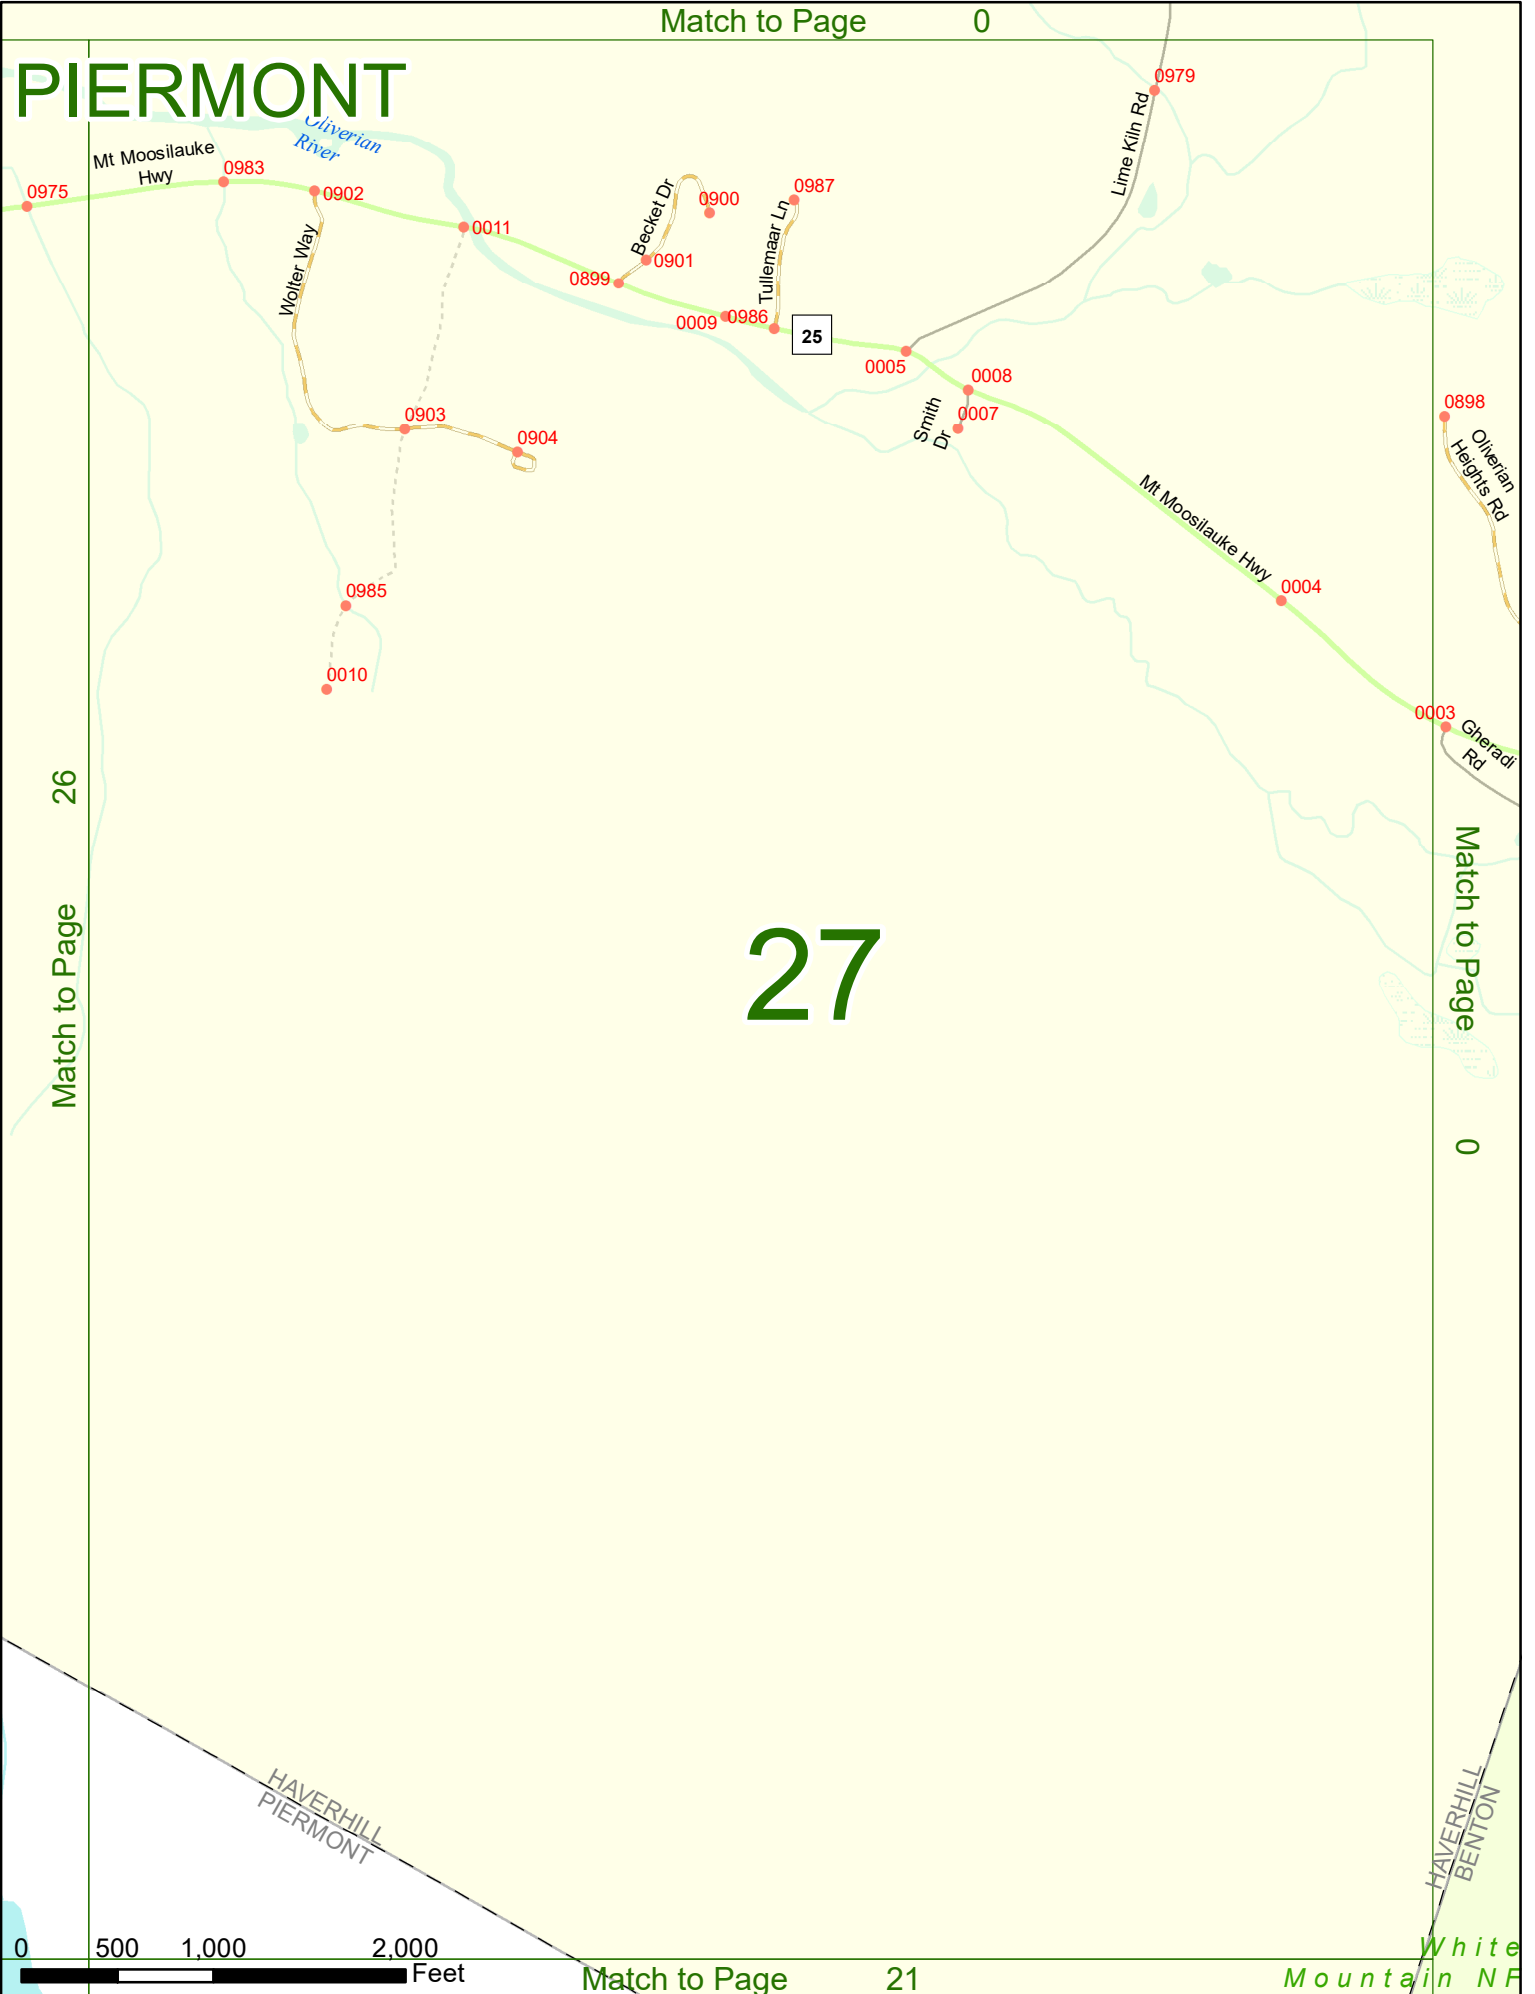 Match to Page 0
PIERMONT
0979
Oliverian
River
Mt Moosilauke
Hwy
0983
0975
0902
Lime Kiln Rd
Becket Dr
0900
0987
0011
Wolter Way
Tullemaar Ln
0901
0899
0009
0986
25
0005
0008
0007
Smith
Dr
0898
Oliverian
Heights Rd
0903
0904
Mt Moosilauke Hwy
0985
0004
0010
0003
Gheradi
Rd
Match to Page 26
27
Match to Page 0
HAVERHILL
PIERMONT
HAVERHILL
BENTON
0 500 1,000 2,000
Feet
Match to Page 21
White
Mountain NF